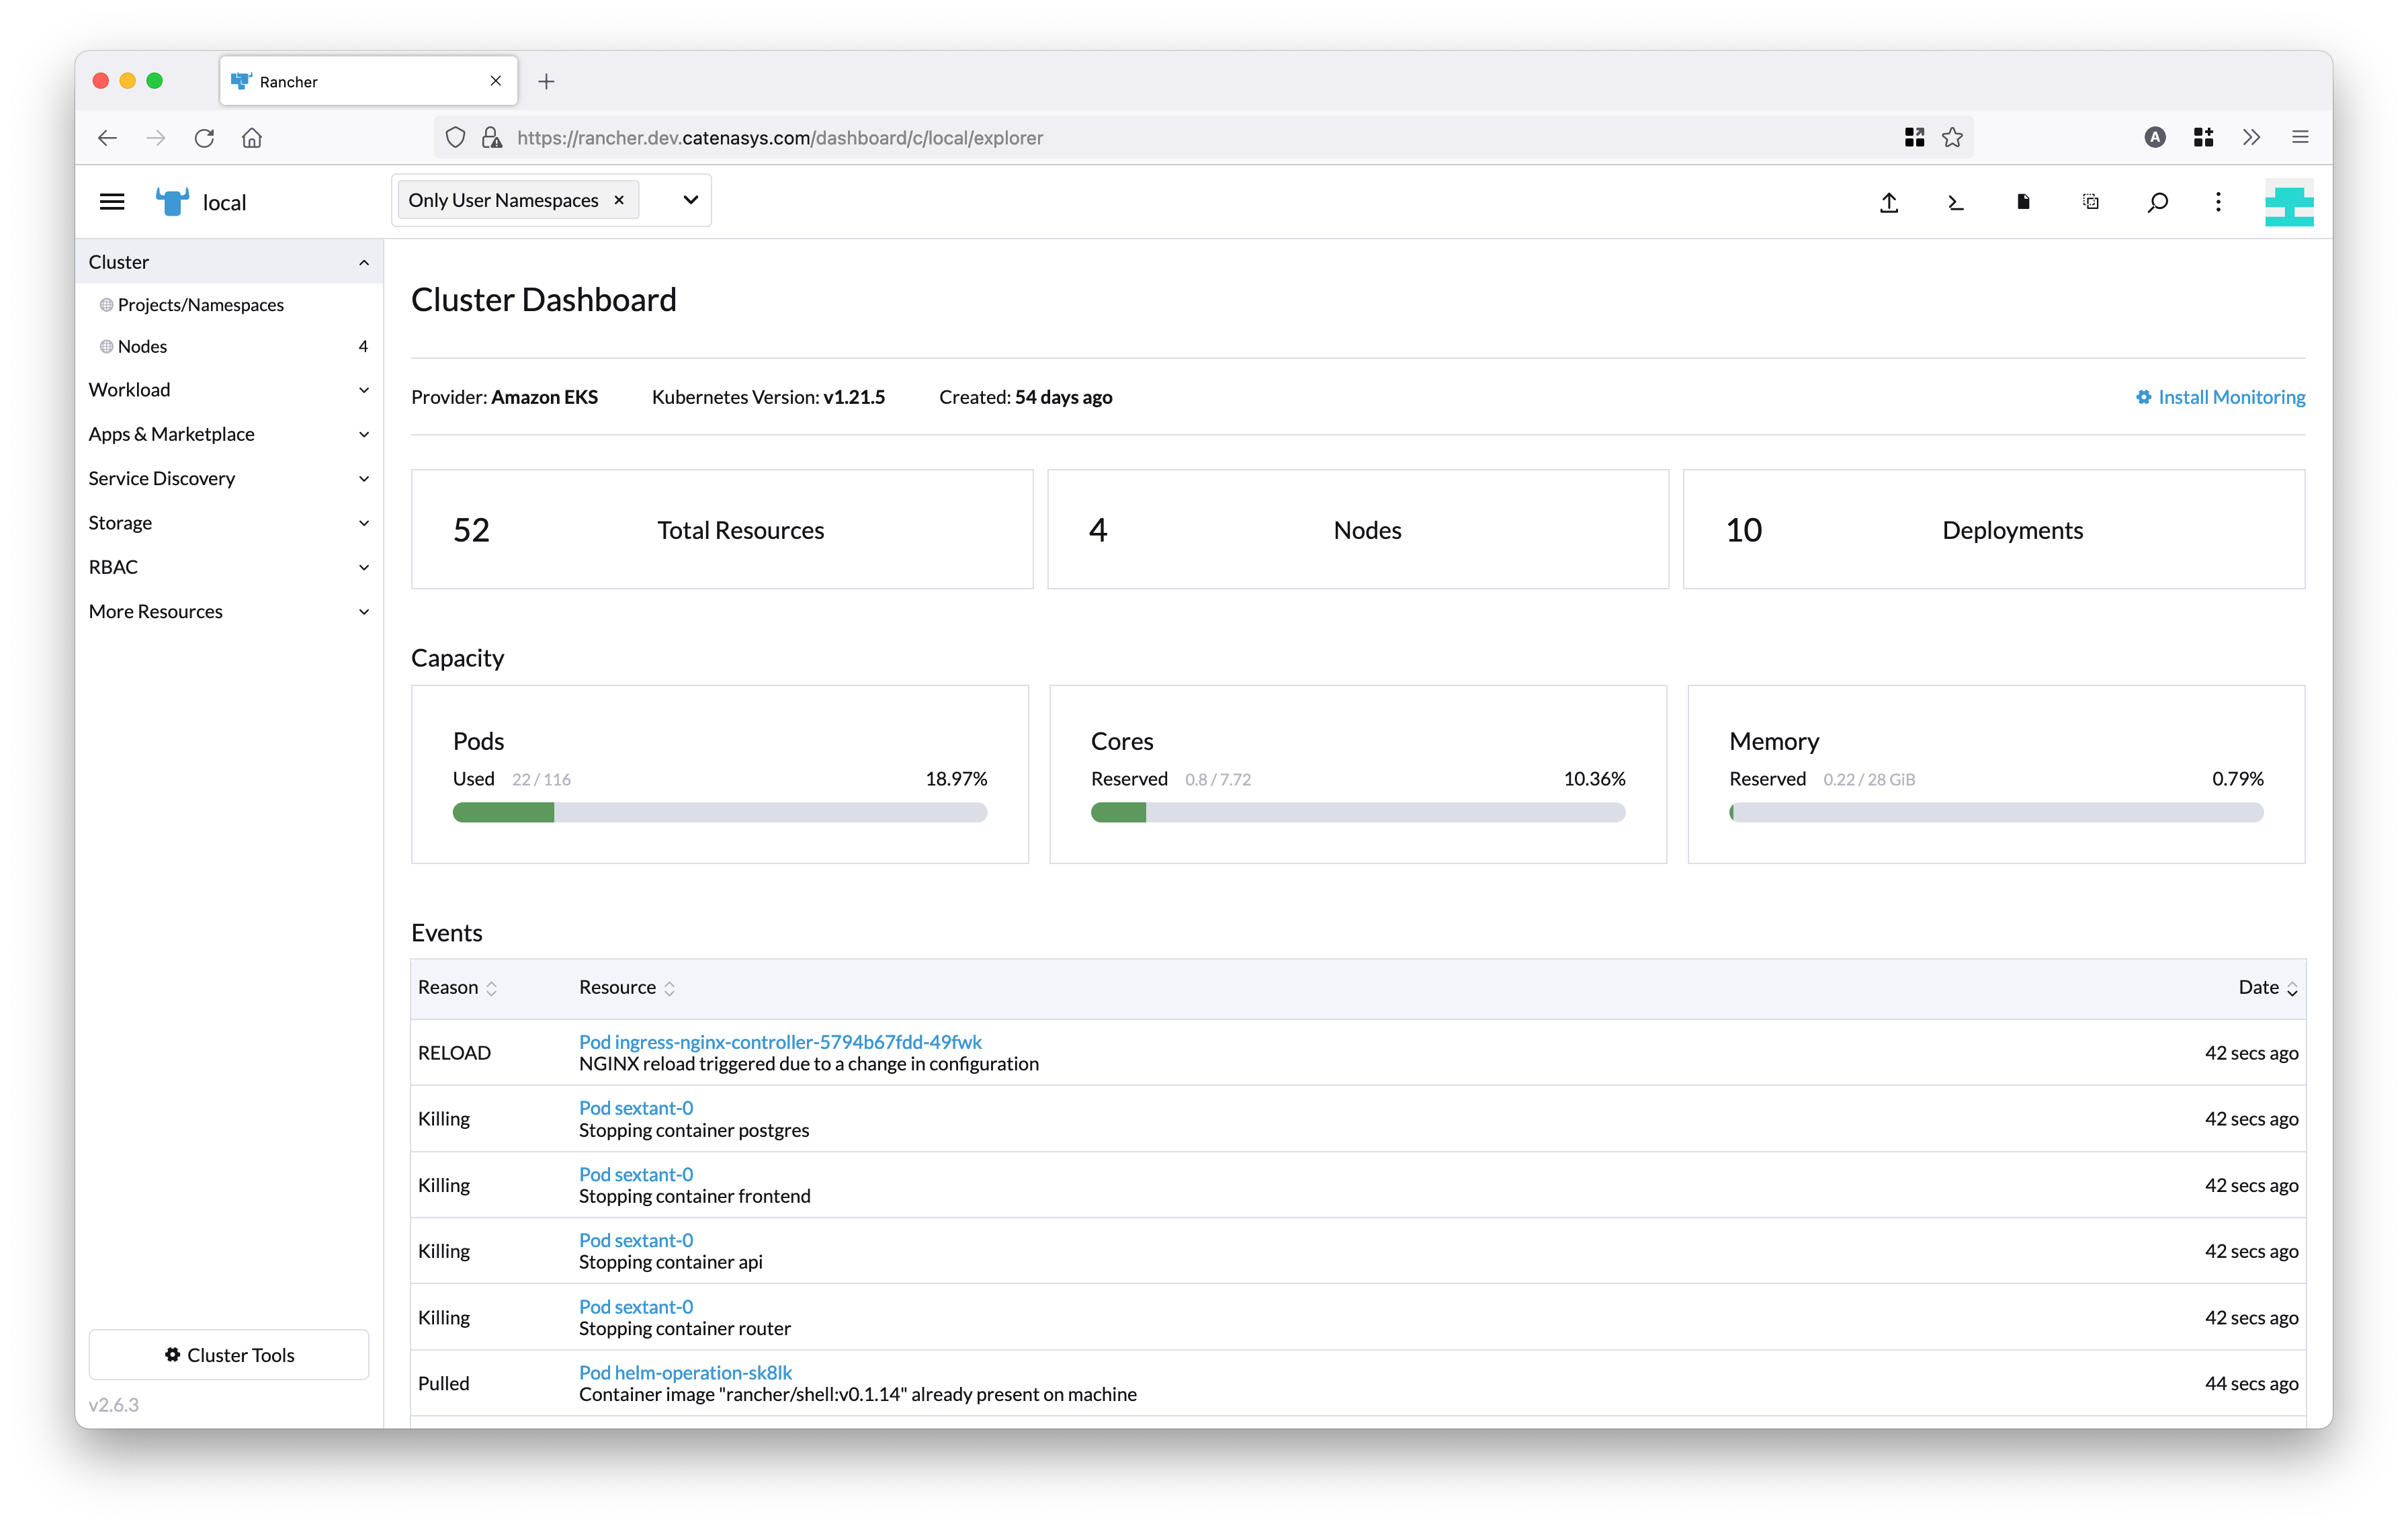 Rancher
https://rancher.dev.catenasys.com/dashboard/c/local/explorer
A
local
Only User Namespaces
Cluster
Projects/Namespaces
Nodes 4
Workload
Apps & Marketplace
Service Discovery
Storage
RBAC
More Resources
Cluster Tools
v2.6.3
Cluster Dashboard
Provider: Amazon EKS Kubernetes Version: v1.21.5 Created: 54 days ago Install Monitoring
52 Total Resources
4 Nodes
10 Deployments
Capacity
Pods
Used 22 / 116 18.97%
Cores
Reserved 0.8 / 7.72 10.36%
Memory
Reserved 0.22 / 28 GiB 0.79%
Events
Reason Resource Date
RELOAD Pod ingress-nginx-controller-5794b67fdd-49fwk 42 secs ago
NGINX reload triggered due to a change in configuration
Killing Pod sextant-0 42 secs ago
Stopping container postgres
Killing Pod sextant-0 42 secs ago
Stopping container frontend
Killing Pod sextant-0 42 secs ago
Stopping container api
Killing Pod sextant-0 42 secs ago
Stopping container router
Pulled Pod helm-operation-sk8lk 44 secs ago
Container image "rancher/shell:v0.1.14" already present on machine